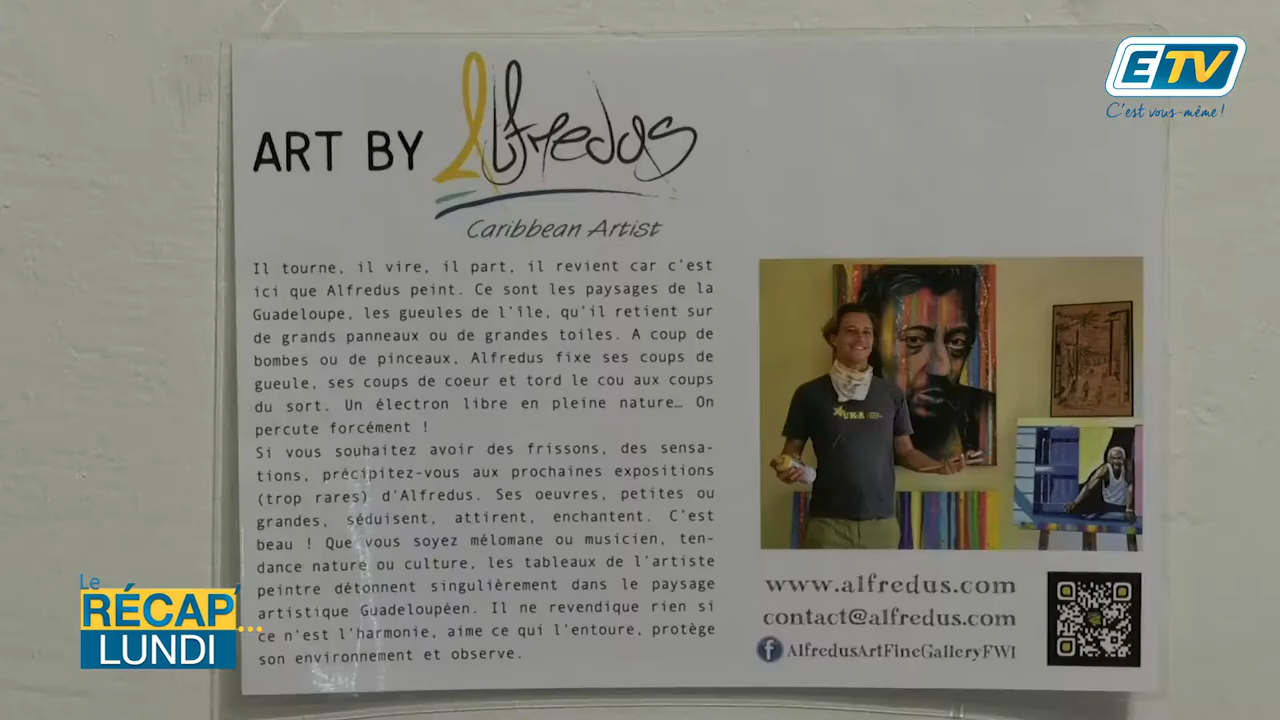 ETV
C'est vous-même !
ART BY Alfredus
Caribbean Artist
Il tourne, il vire, il part, il revient car c'est
ici que Alfredus peint. Ce sont les paysages de la
Guadeloupe, les gueules de l'île, qu'il retient sur
de grands panneaux ou de grandes toiles. A coup de
bombes ou de pinceaux, Alfredus fixe ses coups de
gueule, ses coups de coeur et tord le cou aux coups
du sort. Un électron libre en pleine nature… On
percute forcément !
Si vous souhaitez avoir des frissons, des sensa-
tions, précipitez-vous aux prochaines expositions
(trop rares) d'Alfredus. Ses oeuvres, petites ou
grandes, séduisent, attirent, enchantent. C'est
beau ! Que vous soyez mélomane ou musicien, ten-
dance nature ou culture, les tableaux de l'artiste
peintre détonnent singulièrement dans le paysage
artistique Guadeloupéen. Il ne revendique rien si
ce n'est l'harmonie, aime ce qui l'entoure, protège
son environnement et observe.
www.alfredus.com
contact@alfredus.com
AlfredusArtFineGalleryFWI
Le
RÉCAP'...
LUNDI